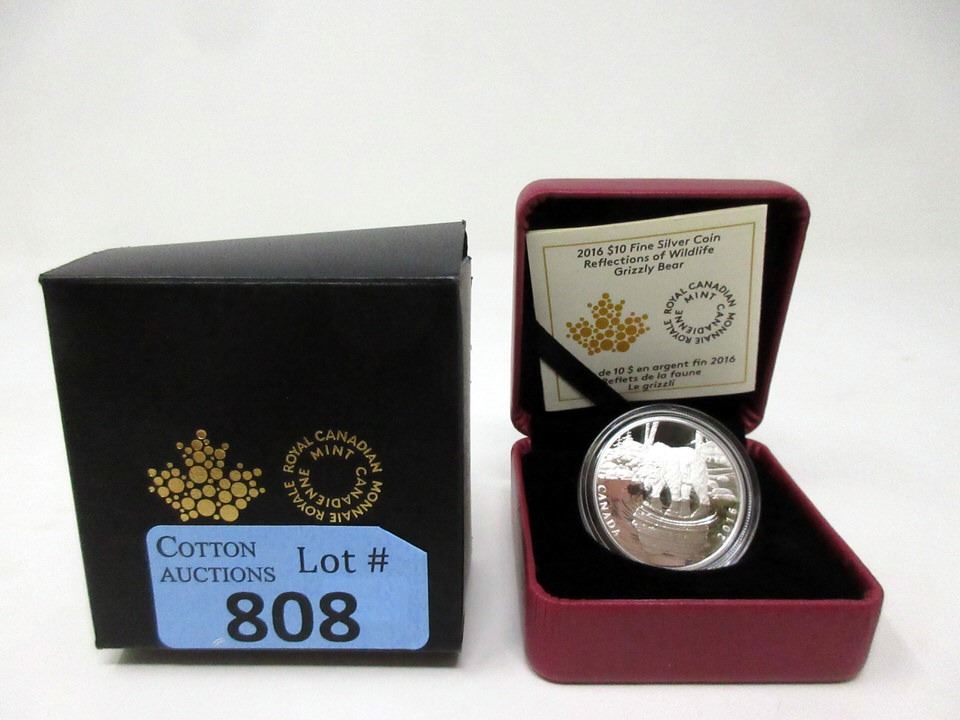 ROYAL CANADIAN
MINT
MONNAIE ROYALE
CANADIENNE
COTTON
AUCTIONS
Lot #
808
2016 $10 Fine Silver Coin
Reflections of Wildlife
Grizzly Bear
ROYAL CANADIAN
MINT
MONNAIE ROYALE
CANADIENNE
de 10 $ en argent fin 2016
Reflets de la faune
Le grizzli
CANADA
2016